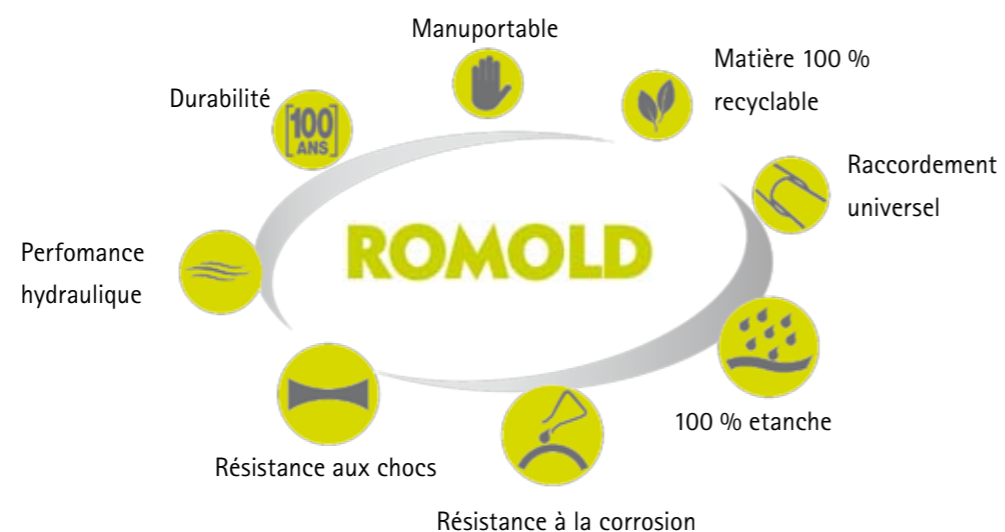 Manuportable
Matière 100 %
recyclable
Durabilité
[100]
ANS
Raccordement
universel
ROMOLD
Perfomance
hydraulique
100 % etanche
Résistance aux chocs
Résistance à la corrosion